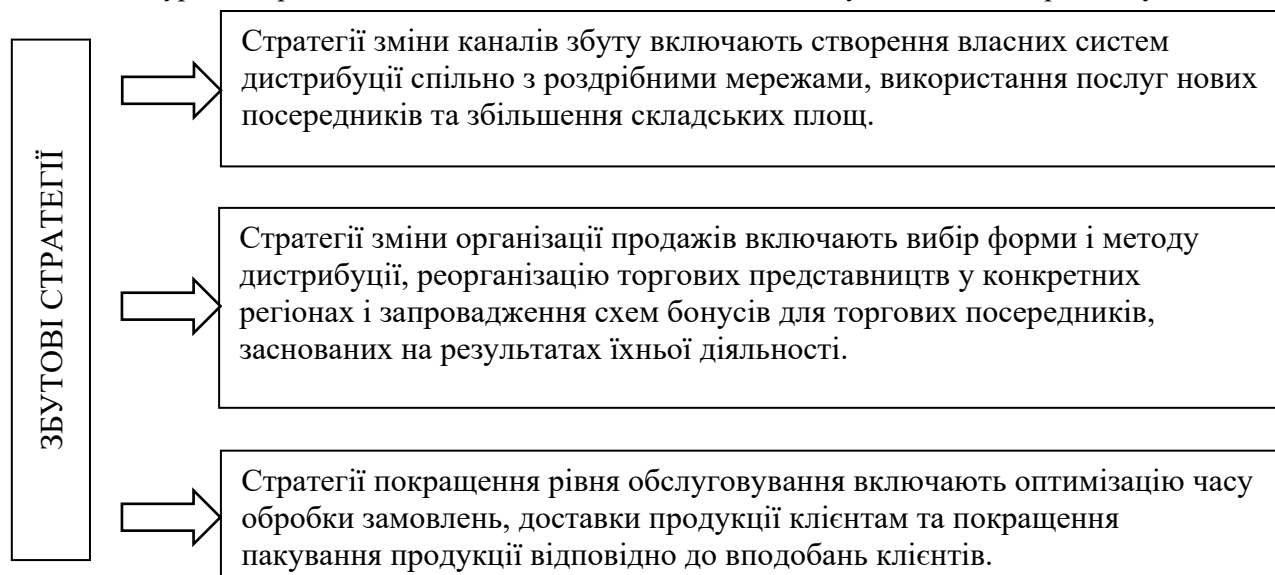 ЗБУТОВІ СТРАТЕГІЇ
Стратегії зміни каналів збуту включають створення власних систем
дистрибуції спільно з роздрібними мережами, використання послуг нових
посередників та збільшення складських площ.
Стратегії зміни організації продажів включають вибір форми і методу
дистрибуції, реорганізацію торгових представництв у конкретних
регіонах і запровадження схем бонусів для торгових посередників,
заснованих на результатах їхньої діяльності.
Стратегії покращення рівня обслуговування включають оптимізацію часу
обробки замовлень, доставки продукції клієнтам та покращення
пакування продукції відповідно до вподобань клієнтів.